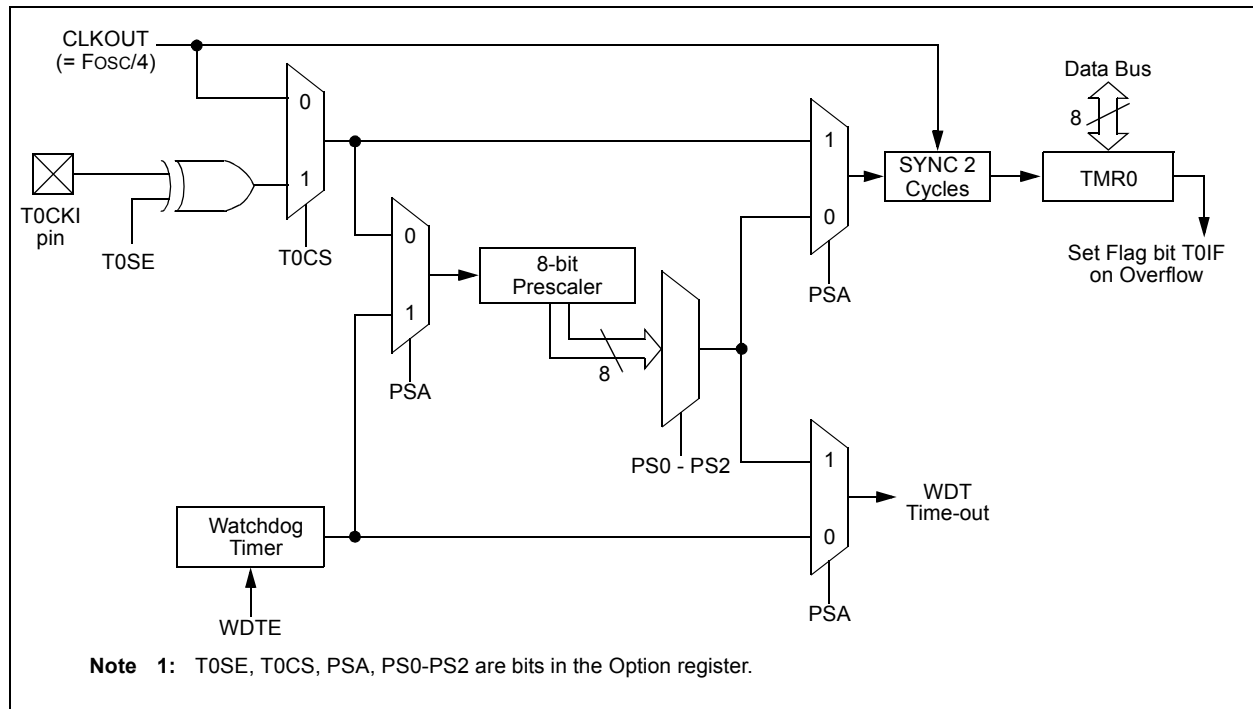 CLKOUT
(= FOSC/4)
0
1
T0CKI
pin
T0SE
T0CS
0
1
PSA
8-bit
Prescaler
8
PS0 - PS2
1
0
PSA
SYNC 2
Cycles
Data Bus
8
TMR0
Set Flag bit T0IF
on Overflow
Watchdog
Timer
WDTE
1
0
PSA
WDT
Time-out
Note 1: T0SE, T0CS, PSA, PS0-PS2 are bits in the Option register.